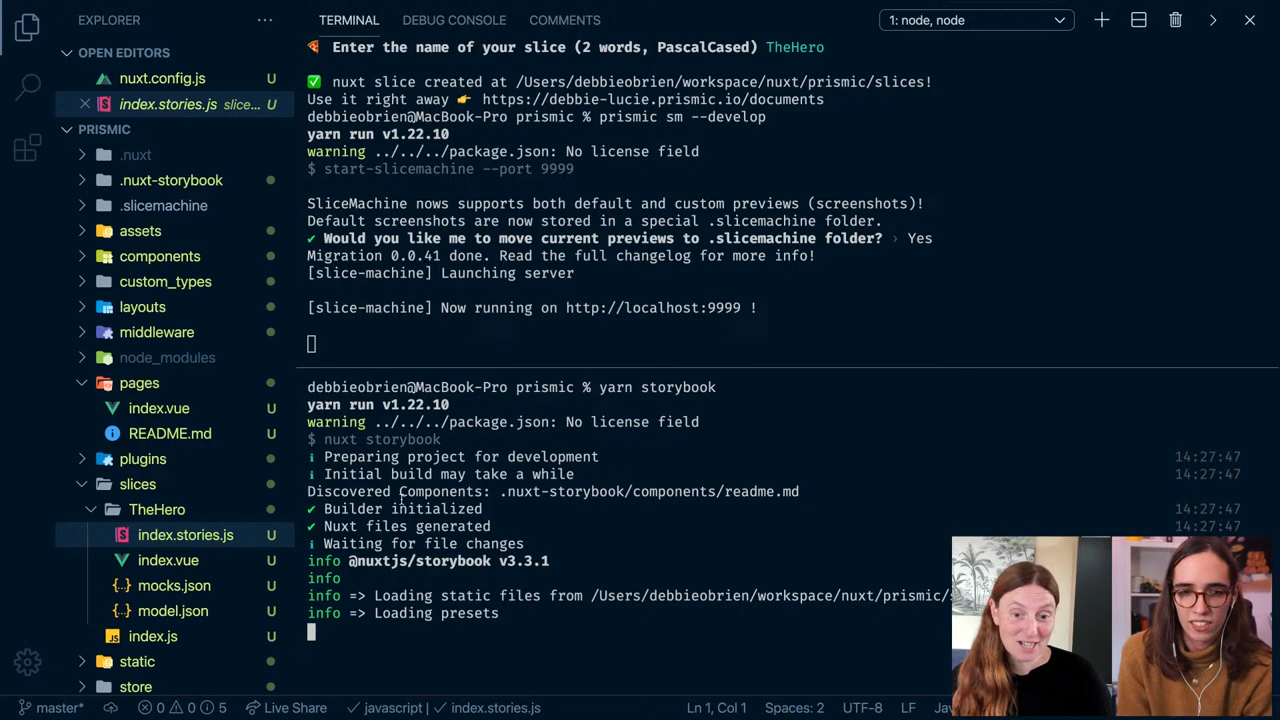 EXPLORER
TERMINAL
DEBUG CONSOLE
COMMENTS
1: node, node
OPEN EDITORS
nuxt.config.js U
index.stories.js slice... U
PRISMIC
.nuxt
.nuxt-storybook
.slicemachine
assets
components
custom_types
layouts
middleware
node_modules
pages
index.vue U
README.md U
plugins
slices
TheHero
index.stories.js U
index.vue U
mocks.json U
model.json U
index.js U
static
store
Enter the name of your slice (2 words, PascalCased) TheHero
nuxt slice created at /Users/debbieobrien/workspace/nuxt/prismic/slices!
Use it right away 👉 https://debbie-lucie.prismic.io/documents
debbieobrien@MacBook-Pro prismic % prismic sm --develop
yarn run v1.22.10
warning ../../../package.json: No license field
$ start-slicemachine --port 9999
SliceMachine nows supports both default and custom previews (screenshots)!
Default screenshots are now stored in a special .slicemachine folder.
✔ Would you like me to move current previews to .slicemachine folder? › Yes
Migration 0.0.41 done. Read the full changelog for more info!
[slice-machine] Launching server
[slice-machine] Now running on http://localhost:9999 !
debbieobrien@MacBook-Pro prismic % yarn storybook
yarn run v1.22.10
warning ../../../package.json: No license field
$ nuxt storybook
ℹ Preparing project for development 14:27:47
ℹ Initial build may take a while 14:27:47
Discovered Components: .nuxt-storybook/components/readme.md
✔ Builder initialized 14:27:47
✔ Nuxt files generated 14:27:47
ℹ Waiting for file changes
info @nuxtjs/storybook v3.3.1
info
info => Loading static files from /Users/debbieobrien/workspace/nuxt/prismic/
info => Loading presets
master*
0 0 5
Live Share
javascript | ✓ index.stories.js
Ln 1, Col 1
Spaces: 2
UTF-8
LF